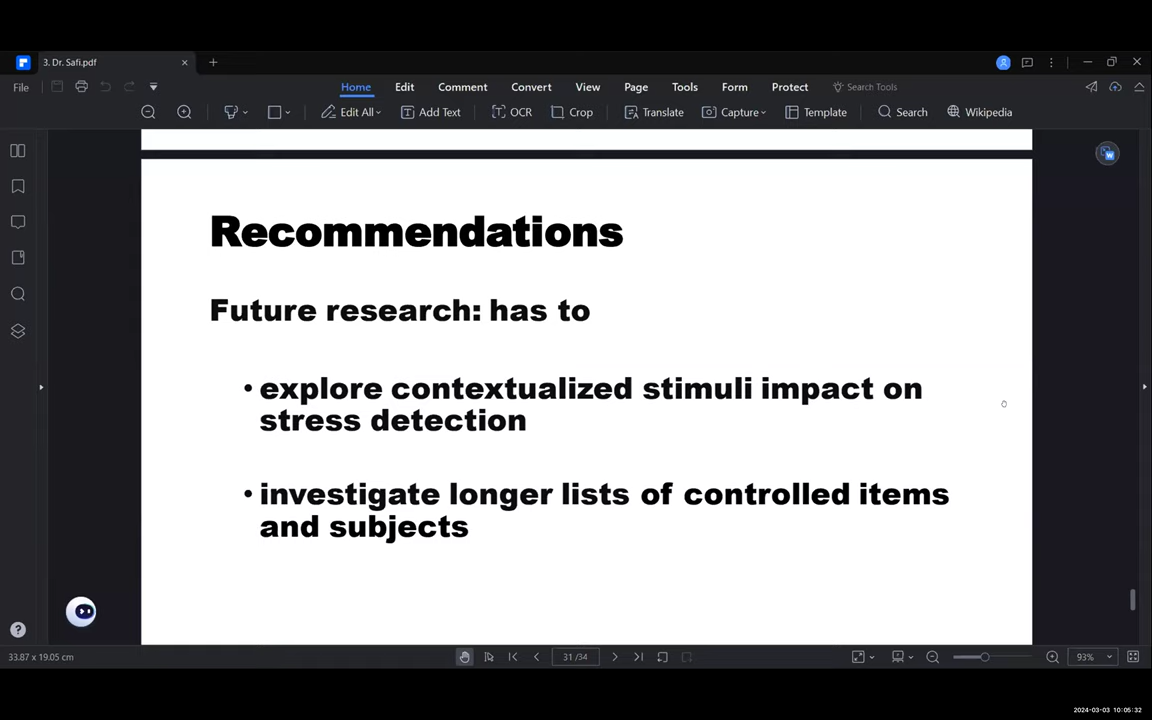 3. Dr. Safi.pdf
File
Home Edit Comment Convert View Page Tools Form Protect Search Tools
Edit All Add Text OCR Crop Translate Capture Template Search Wikipedia
Recommendations
Future research: has to
• explore contextualized stimuli impact on
stress detection
• investigate longer lists of controlled items
and subjects
33.87 x 19.05 cm
31 /34
93%
2024-03-03 10:05:32